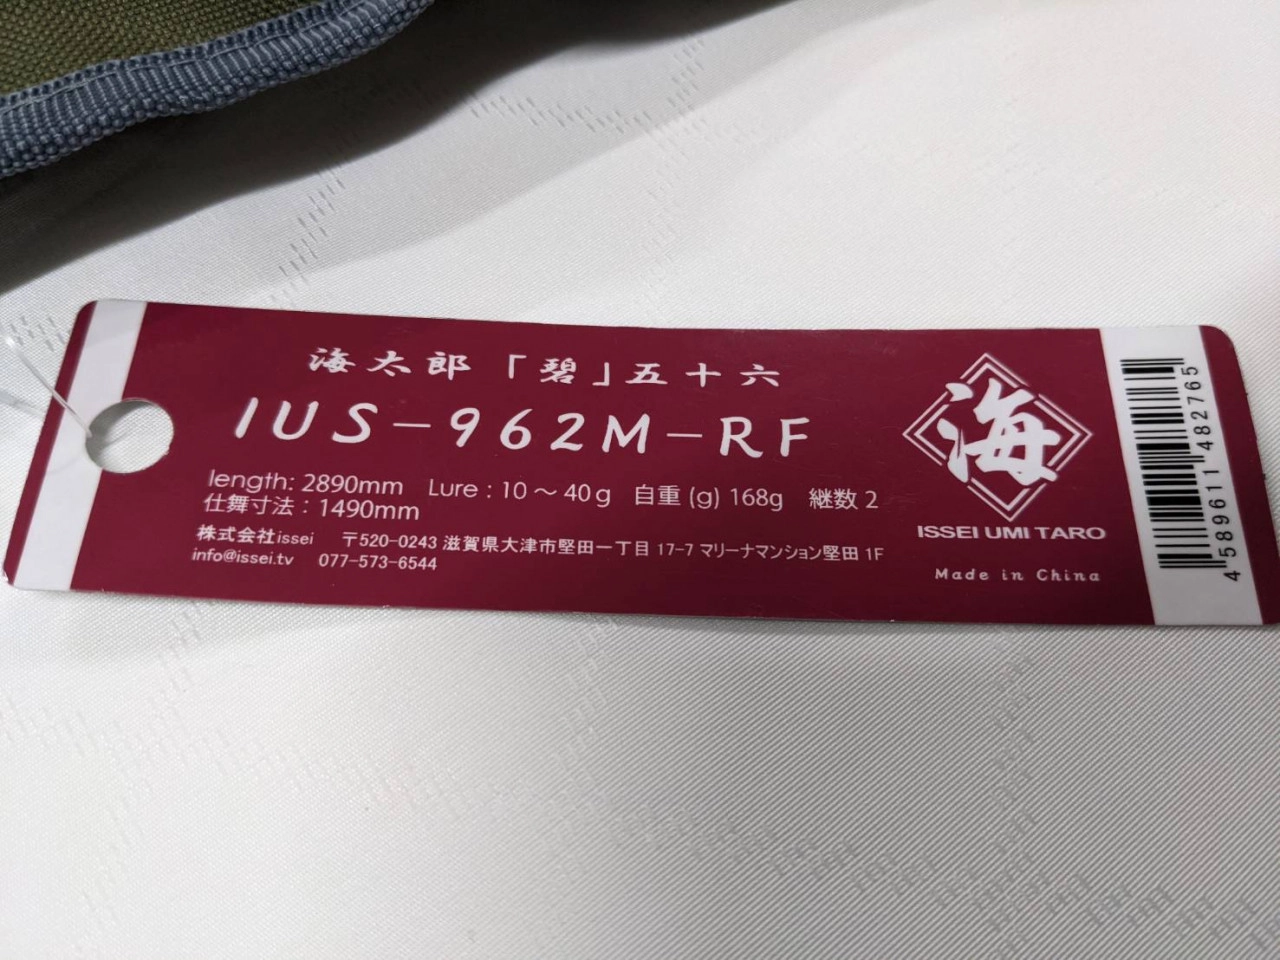 海太郎「碧」五十六
IUS-962M-RF
length: 2890mm Lure : 10 ～ 40g 自重 (g) 168g 継数 2
仕舞寸法 : 1490mm
株式会社issei 〒520-0243 滋賀県大津市堅田一丁目 17-7 マリーナマンション堅田 1F
info@issei.tv 077-573-6544
海
ISSEI UMI TARO
Made in China
4 589611 482765